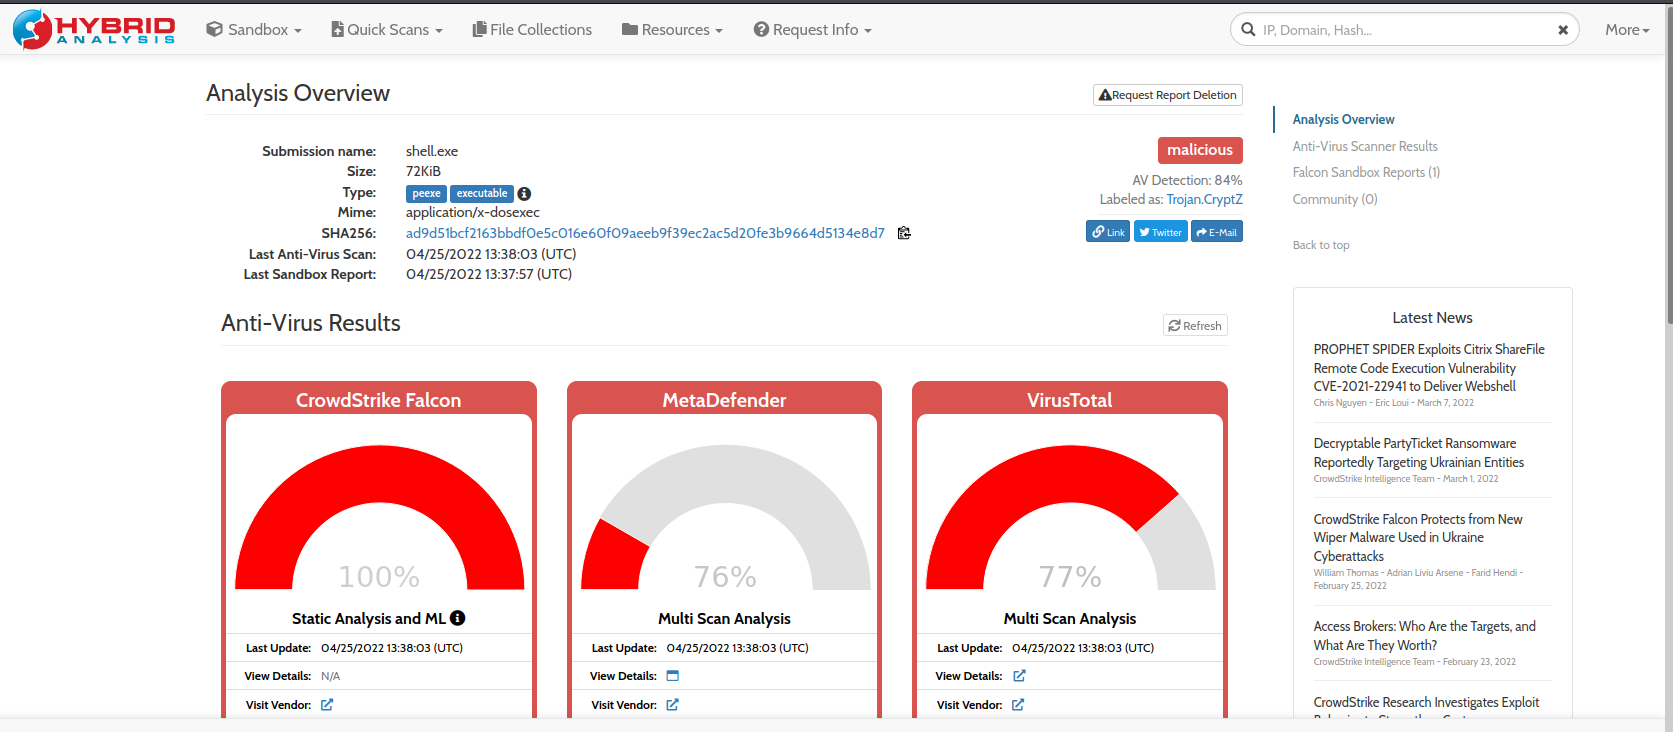 HYBRID
ANALYSIS
Sandbox
Quick Scans
File Collections
Resources
Request Info
IP, Domain, Hash...
More
Analysis Overview
Request Report Deletion
Submission name: shell.exe
Size: 72KiB
Type: peexe executable
Mime: application/x-dosexec
SHA256: ad9d51bcf2163bbdf0e5c016e60f09aeeb9f39ec2ac5d20fe3b9664d5134e8d7
Last Anti-Virus Scan: 04/25/2022 13:38:03 (UTC)
Last Sandbox Report: 04/25/2022 13:37:57 (UTC)
malicious
AV Detection: 84%
Labeled as: Trojan.CryptZ
Link
Twitter
E-Mail
Anti-Virus Results
Refresh
CrowdStrike Falcon
100%
Static Analysis and ML
Last Update: 04/25/2022 13:38:03 (UTC)
View Details: N/A
Visit Vendor:
MetaDefender
76%
Multi Scan Analysis
Last Update: 04/25/2022 13:38:03 (UTC)
View Details:
Visit Vendor:
VirusTotal
77%
Multi Scan Analysis
Last Update: 04/25/2022 13:38:03 (UTC)
View Details:
Visit Vendor:
Analysis Overview
Anti-Virus Scanner Results
Falcon Sandbox Reports (1)
Community (0)
Back to top
Latest News
PROPHET SPIDER Exploits Citrix ShareFile
Remote Code Execution Vulnerability
CVE-2021-22941 to Deliver Webshell
Chris Nguyen - Eric Loui - March 7, 2022
Decryptable PartyTicket Ransomware
Reportedly Targeting Ukrainian Entities
CrowdStrike Intelligence Team - March 1, 2022
CrowdStrike Falcon Protects from New
Wiper Malware Used in Ukraine
Cyberattacks
William Thomas - Adrian Liviu Arsene - Farid Hendi -
February 25, 2022
Access Brokers: Who Are the Targets, and
What Are They Worth?
CrowdStrike Intelligence Team - February 23, 2022
CrowdStrike Research Investigates Exploit